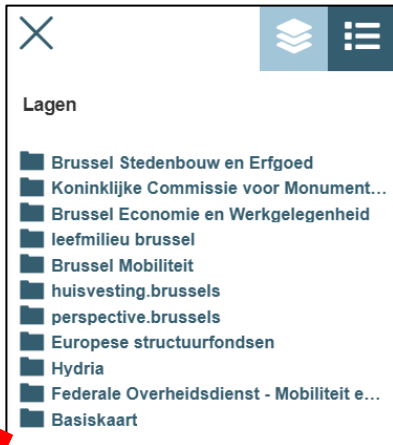 Lagen
Brussel Stedenbouw en Erfgoed
Koninklijke Commissie voor Monument...
Brussel Economie en Werkgelegenheid
leefmilieu brussel
Brussel Mobiliteit
huisvesting.brussels
perspective.brussels
Europese structuurfondsen
Hydria
Federale Overheidsdienst - Mobiliteit e...
Basiskaart